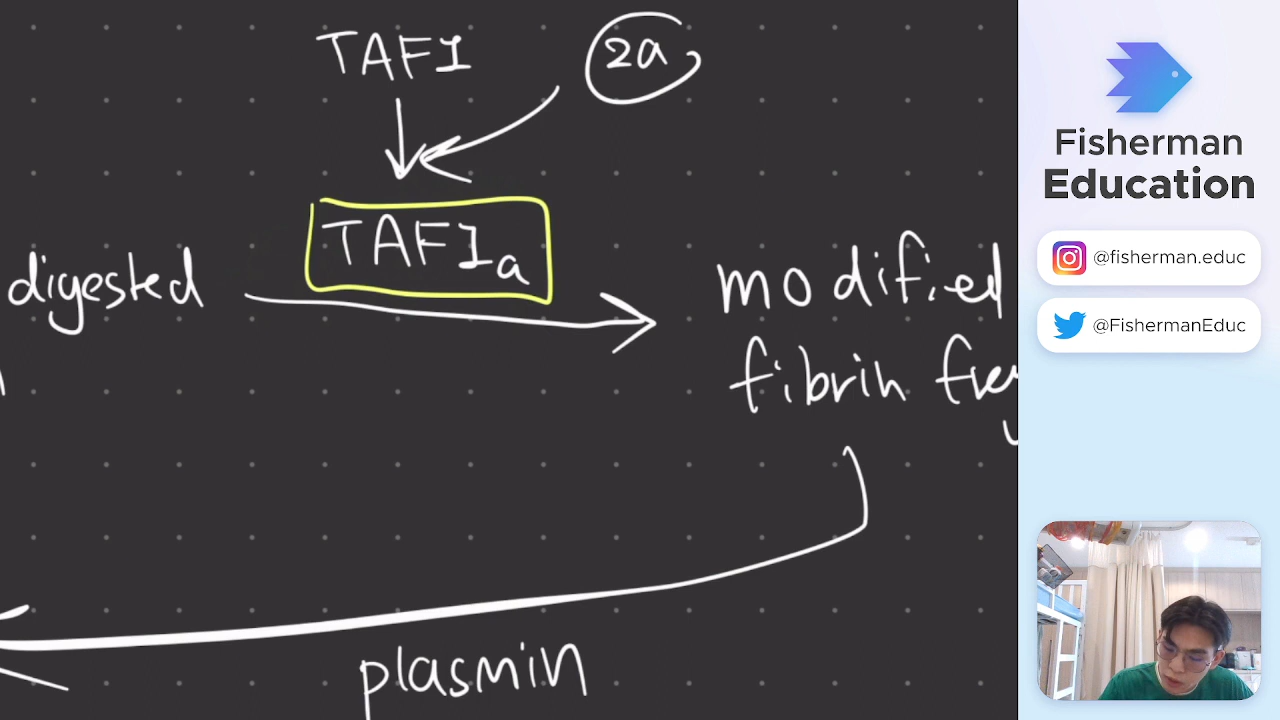 TAFI
2a
TAFIa
digested
modified
fibrin
plasmin
Fisherman
Education
@fisherman.educ
@FishermanEduc